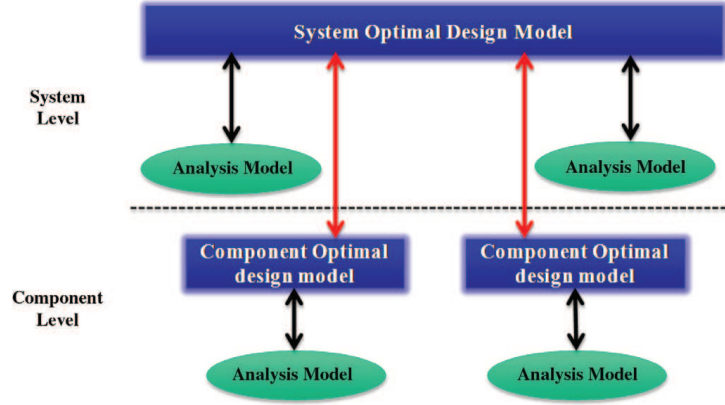 System Optimal Design Model
System
Level
Analysis Model
Analysis Model
Component Optimal
design model
Component Optimal
design model
Component
Level
Analysis Model
Analysis Model